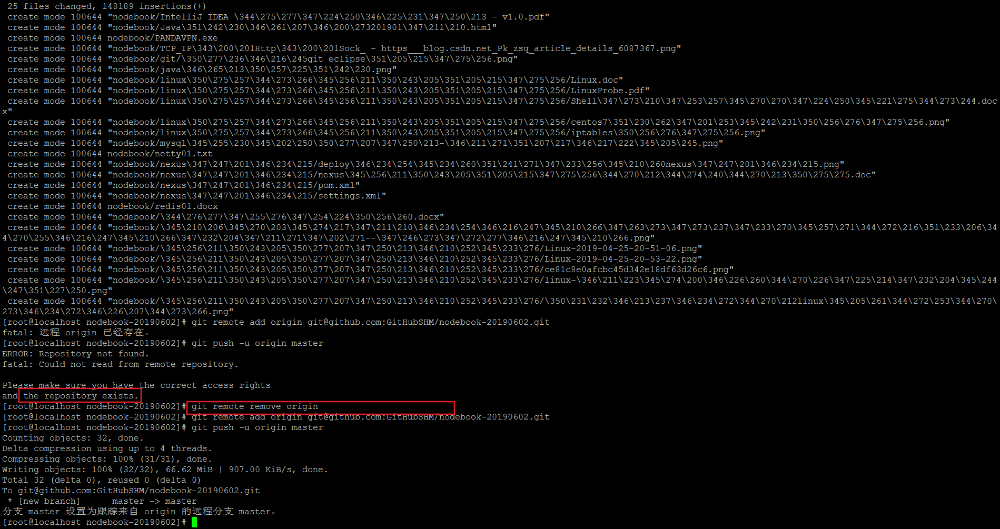 25 files changed, 148189 insertions(+)
create mode 100644 "nodebook/IntelliJ IDEA \344\275\277\347\224\250\346\225\231\347\250\213 - v1.0.pdf"
create mode 100644 "nodebook/Java\351\242\230\346\261\207\346\200\273201901\347\211\210.html"
create mode 100644 nodebook/PANDAVPN.exe
create mode 100644 "nodebook/TCP_IP\343\200\201Http\343\200\201Sock_ - https___blog.csdn.net_Pk_zsq_article_details_6087367.png"
create mode 100644 "nodebook/git/\350\277\236\346\216\245git eclipse\351\205\215\347\275\256.png"
create mode 100644 "nodebook/java\346\265\213\350\257\225\351\242\230.png"
create mode 100644 "nodebook/linux\350\275\257\344\273\266\345\256\211\350\243\205\351\205\215\347\275\256/Linux.doc"
create mode 100644 "nodebook/linux\350\275\257\344\273\266\345\256\211\350\243\205\351\205\215\347\275\256/LinuxProbe.pdf"
create mode 100644 "nodebook/linux\350\275\257\344\273\266\345\256\211\350\243\205\351\205\215\347\275\256/Shell\347\273\210\347\253\257\345\270\270\347\224\250\345\221\275\344\273\244.doc
x"
create mode 100644 "nodebook/linux\350\275\257\344\273\266\345\256\211\350\243\205\351\205\215\347\275\256/centos7\351\230\262\347\201\253\345\242\231\350\256\276\347\275\256.png"
create mode 100644 "nodebook/linux\350\275\257\344\273\266\345\256\211\350\243\205\351\205\215\347\275\256/iptables\350\256\276\347\275\256.png"
create mode 100644 "nodebook/mysql\345\255\230\345\202\250\350\277\207\347\250\213-\346\211\271\351\207\217\346\217\222\345\205\245.png"
create mode 100644 nodebook/netty01.txt
create mode 100644 "nodebook/nexus\347\247\201\346\234\215/deploy\346\234\254\345\234\260\351\241\271\347\233\256\345\210\260nexus\347\247\201\346\234\215.png"
create mode 100644 "nodebook/nexus\347\247\201\346\234\215/nexus\345\256\211\350\243\205\351\205\215\347\275\256\344\270\212\344\274\240\344\270\213\350\275\275.doc"
create mode 100644 "nodebook/nexus\347\247\201\346\234\215/pom.xml"
create mode 100644 "nodebook/nexus\347\247\201\346\234\215/settings.xml"
create mode 100644 nodebook/redis01.docx
create mode 100644 "nodebook/\344\276\277\347\255\276\347\254\224\350\256\260.docx"
create mode 100644 "nodebook/\345\210\206\345\270\203\345\274\217\347\211\210\346\234\254\346\216\247\345\210\266\347\263\273\347\273\237\347\233\270\345\257\271\344\272\216\351\233\206\34
4\270\255\346\216\247\345\210\266\347\232\204\347\211\271\347\202\271--\347\246\273\347\272\277\346\216\247\345\210\266.png"
create mode 100644 "nodebook/\345\256\211\350\243\205\350\277\207\347\250\213\346\210\252\345\233\276/Linux-2019-04-25-20-51-06.png"
create mode 100644 "nodebook/\345\256\211\350\243\205\350\277\207\347\250\213\346\210\252\345\233\276/Linux-2019-04-25-20-53-22.png"
create mode 100644 "nodebook/\345\256\211\350\243\205\350\277\207\347\250\213\346\210\252\345\233\276/ce81c8e0afcbc45d342e18df63d26c6.png"
create mode 100644 "nodebook/\345\256\211\350\243\205\350\277\207\347\250\213\346\210\252\345\233\276/linux-\346\211\223\345\274\200\346\226\260\344\270\226\347\225\214\347\232\204\345\244
\247\351\227\250.png"
create mode 100644 "nodebook/\345\256\211\350\243\205\350\277\207\347\250\213\346\210\252\345\233\276/\350\231\232\346\213\237\346\234\272\344\270\212linux\345\205\261\344\272\253\344\270\
273\346\234\272\346\226\207\344\273\266.png"
[root@localhost nodebook-20190602]# git remote add origin git@github.com:GitHubSHM/nodebook-20190602.git
fatal: 远程 origin 已经存在。
[root@localhost nodebook-20190602]# git push -u origin master
ERROR: Repository not found.
fatal: Could not read from remote repository.
Please make sure you have the correct access rights
and the repository exists.
[root@localhost nodebook-20190602]# git remote remove origin
[root@localhost nodebook-20190602]# git remote add origin git@github.com:GitHubSHM/nodebook-20190602.git
[root@localhost nodebook-20190602]# git push -u origin master
Counting objects: 32, done.
Delta compression using up to 4 threads.
Compressing objects: 100% (31/31), done.
Writing objects: 100% (32/32), 66.62 MiB | 907.00 KiB/s, done.
Total 32 (delta 0), reused 0 (delta 0)
To git@github.com:GitHubSHM/nodebook-20190602.git
* [new branch]      master -> master
分支 master 设置为跟踪来自 origin 的远程分支 master。
[root@localhost nodebook-20190602]#